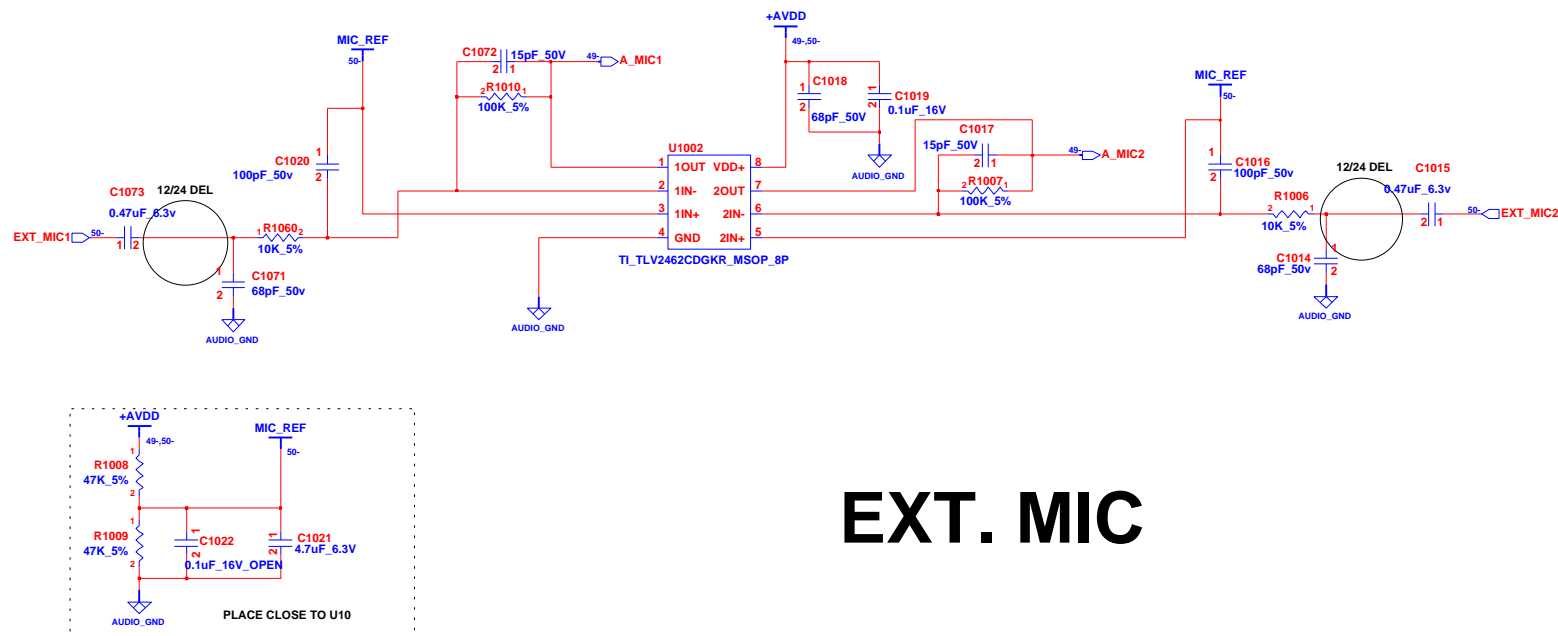 +AVDD
49-,50-
MIC_REF
50-
C1072
15pF_50V
2
1
49-
A_MIC1
2
R1010
1
100K_5%
C1018
1
2
68pF_50V
C1019
1
2
0.1uF_16V
AUDIO_GND
MIC_REF
50-
C1017
15pF_50V
2
1
49-
A_MIC2
2
R1007
1
100K_5%
U1002
1
1OUT
VDD+
8
2
1IN-
2OUT
7
3
1IN+
2IN-
6
4
GND
2IN+
5
TI_TLV2462CDGKR_MSOP_8P
AUDIO_GND
1
C1020
100pF_50v
2
C1073
12/24 DEL
0.47uF_6.3v
EXT_MIC1
50-
1
2
1
R1060
2
10K_5%
1
C1071
2
68pF_50v
AUDIO_GND
1
C1016
2
100pF_50v
12/24 DEL
C1015
0.47uF_6.3v
R1006
2
1
10K_5%
2
1
50-
EXT_MIC2
1
C1014
68pF_50v
2
AUDIO_GND
+AVDD
49-,50-
MIC_REF
50-
1
R1008
47K_5%
2
1
R1009
47K_5%
2
1
C1022
2
0.1uF_16V_OPEN
1
C1021
2
4.7uF_6.3V
AUDIO_GND
PLACE CLOSE TO U10
EXT. MIC